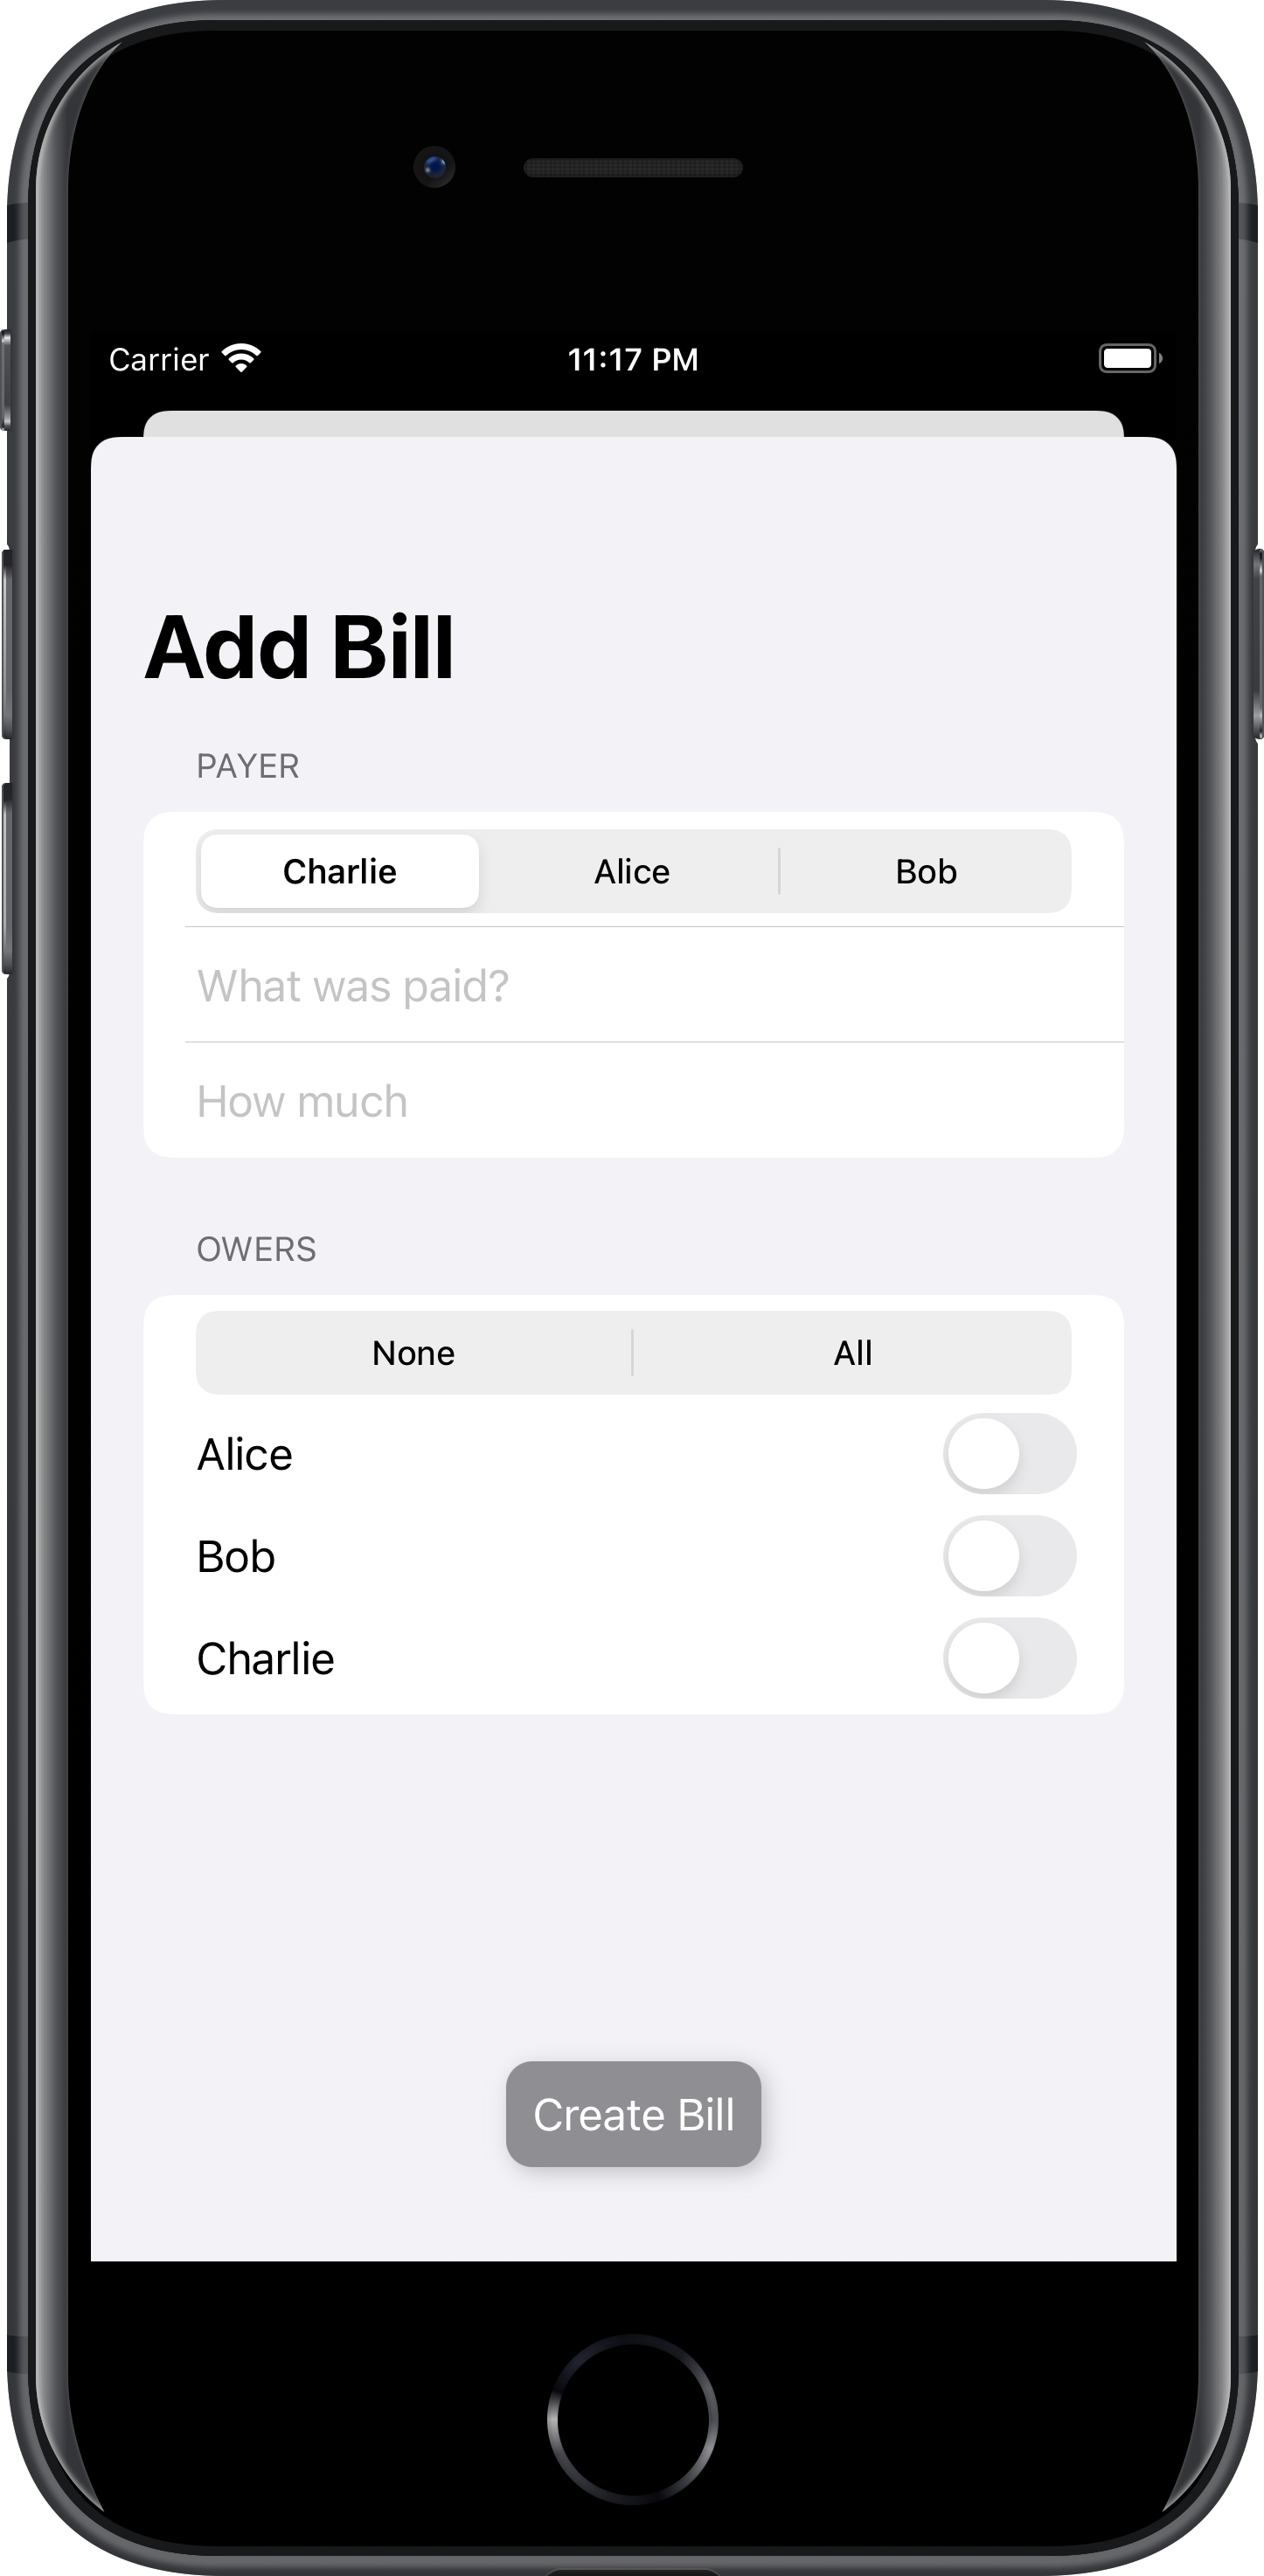 Carrier 11:17 PM
Add Bill
PAYER
Charlie Alice Bob
What was paid?
How much
OWERS
None All
Alice
Bob
Charlie
Create Bill